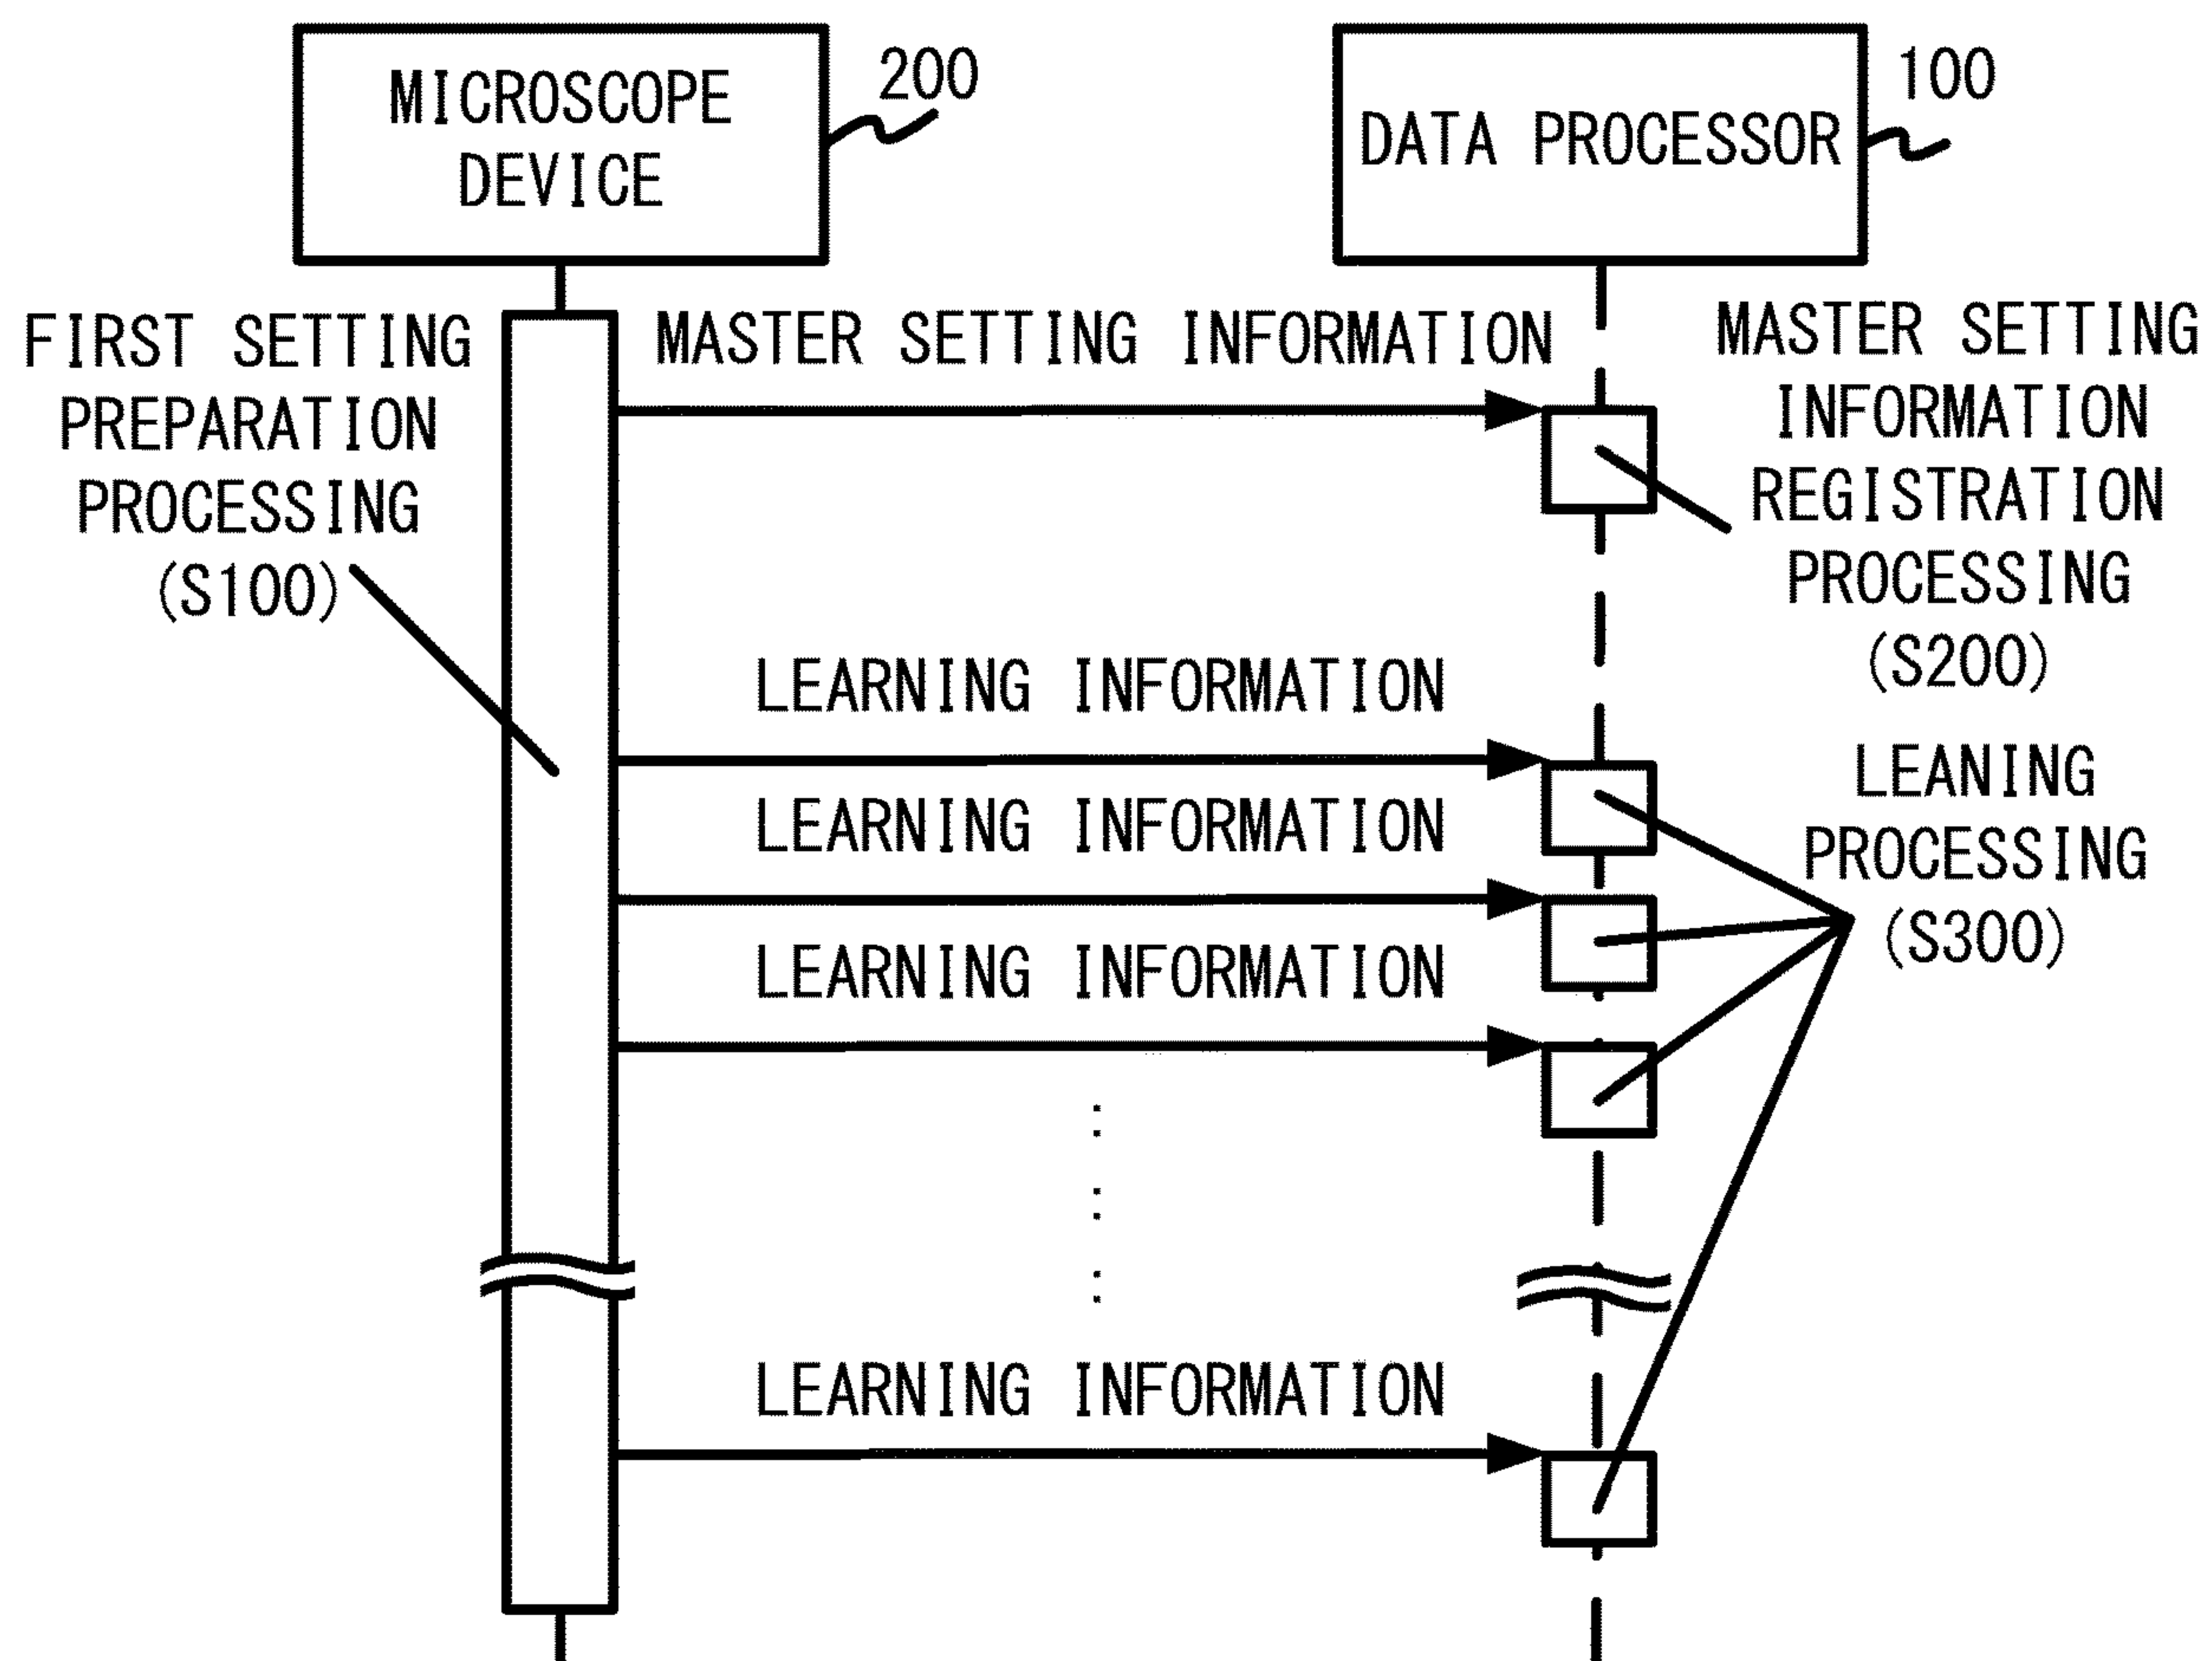 MICROSCOPE
DEVICE
200
DATA PROCESSOR
100
FIRST SETTING
PREPARATION
PROCESSING
(S100)
MASTER SETTING INFORMATION
MASTER SETTING
INFORMATION
REGISTRATION
PROCESSING
(S200)
LEARNING INFORMATION
LEANING
PROCESSING
(S300)
LEARNING INFORMATION
LEARNING INFORMATION
LEARNING INFORMATION